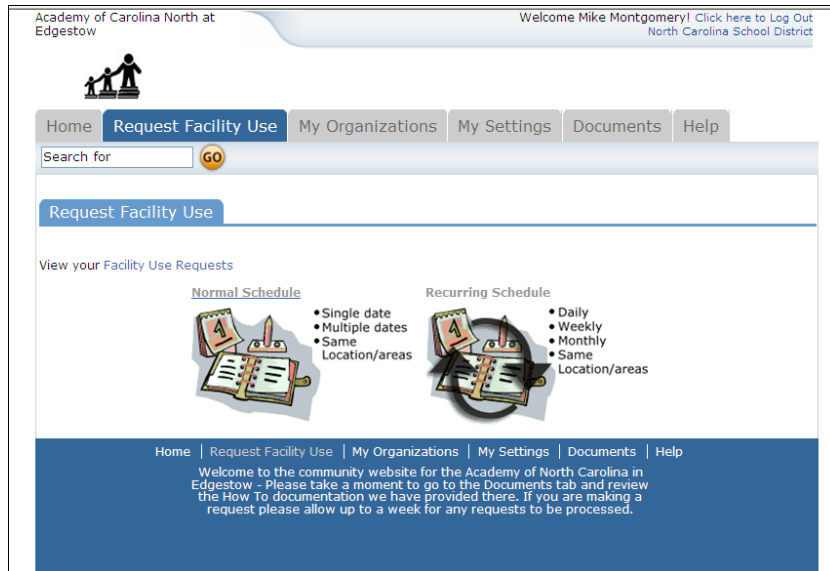 Academy of Carolina North at
Edgestow
Welcome Mike Montgomery! Click here to Log Out
North Carolina School District
Home
Request Facility Use
My Organizations
My Settings
Documents
Help
Search for
GO
Request Facility Use
View your Facility Use Requests
Normal Schedule
• Single date
• Multiple dates
• Same
Location/areas
Recurring Schedule
• Daily
• Weekly
• Monthly
• Same
Location/areas
Home | Request Facility Use | My Organizations | My Settings | Documents | Help
Welcome to the community website for the Academy of North Carolina in
Edgestow - Please take a moment to go to the Documents tab and review
the How To documentation we have provided there. If you are making a
request please allow up to a week for any requests to be processed.